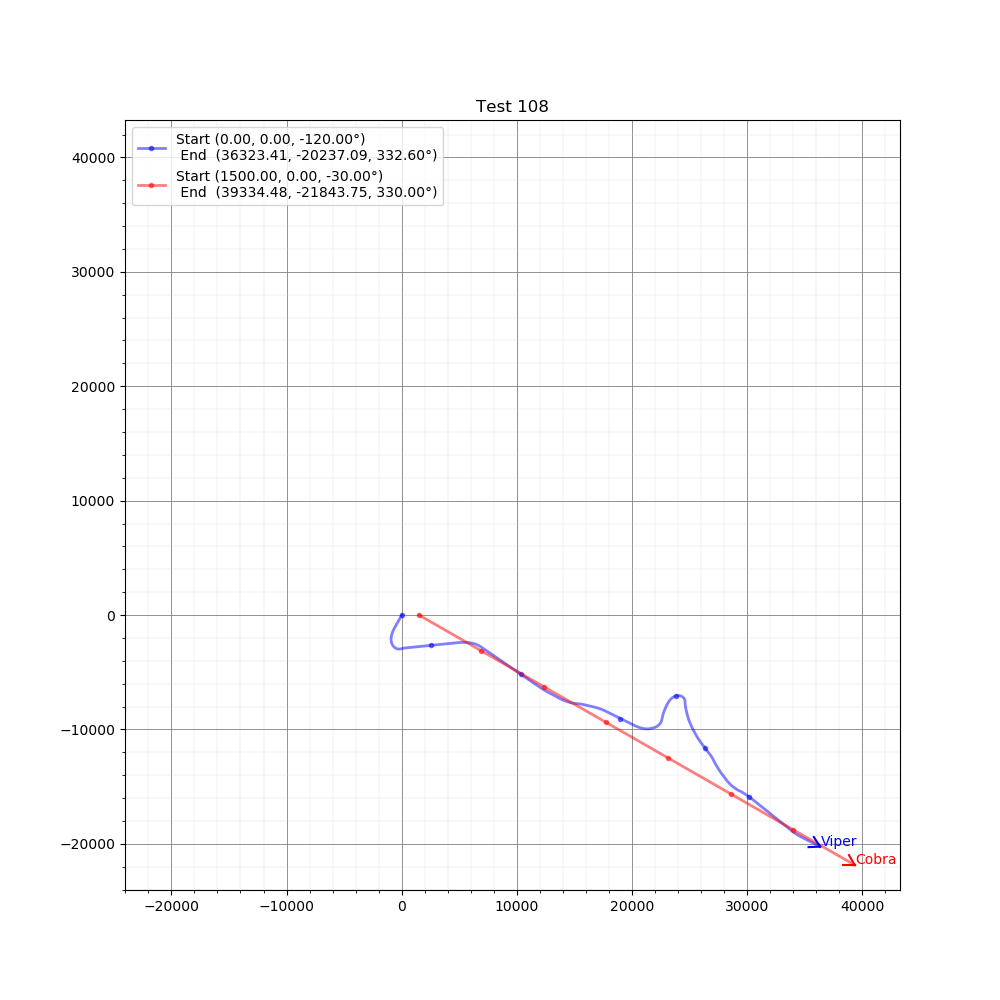 Test 108
Start (0.00, 0.00, -120.00°)
End (36323.41, -20237.09, 332.60°)
Start (1500.00, 0.00, -30.00°)
End (39334.48, -21843.75, 330.00°)
40000
30000
20000
10000
0
−10000
−20000
Viper
Cobra
−20000 −10000 0 10000 20000 30000 40000